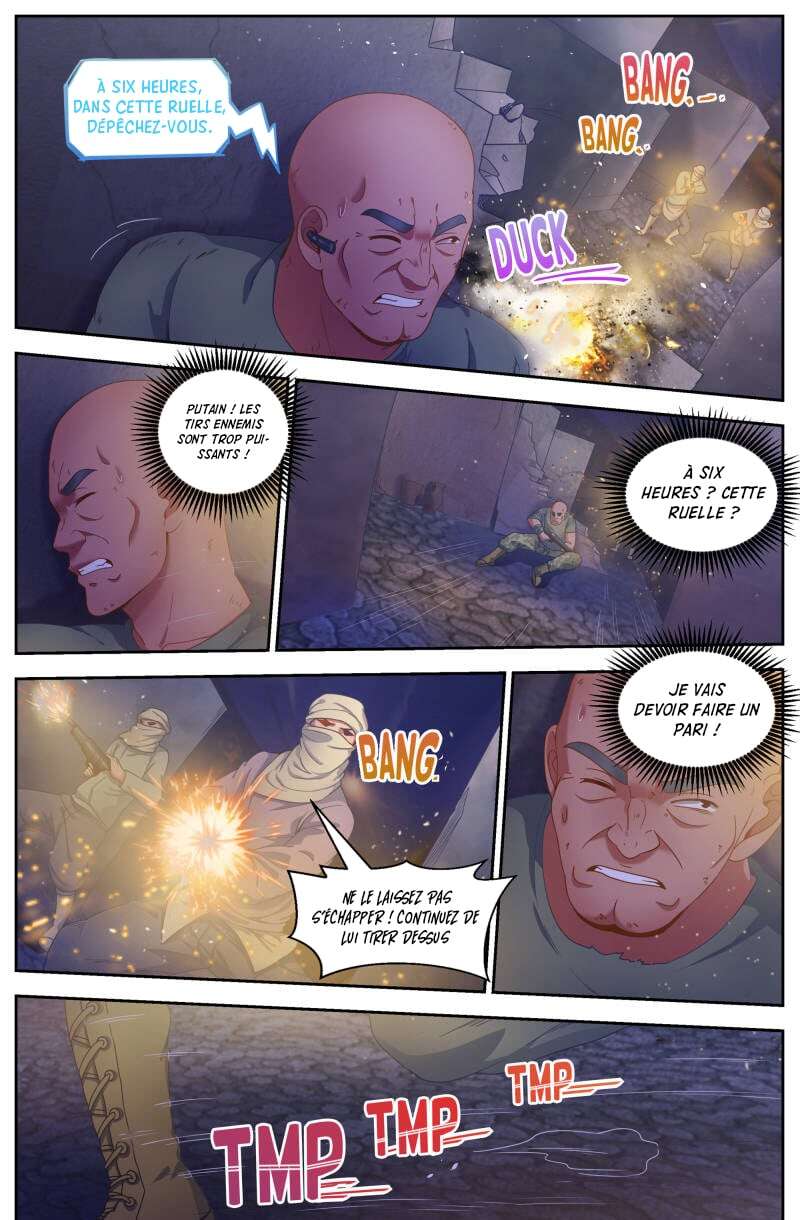 À SIX HEURES,
DANS CETTE RUELLE,
DÉPÊCHEZ-VOUS.
BANG
BANG
DUCK
PUTAIN ! LES
TIRS ENNEMIS
SONT TROP PUI-
SSANTS !
À SIX
HEURES ? CETTE
RUELLE ?
BANG
NE LE LAISSEZ PAS
S'ÉCHAPPER ! CONTINUEZ DE
LUI TIRER DESSUS
JE VAIS
DEVOIR FAIRE UN
PARI !
TMP
TMP
TMP